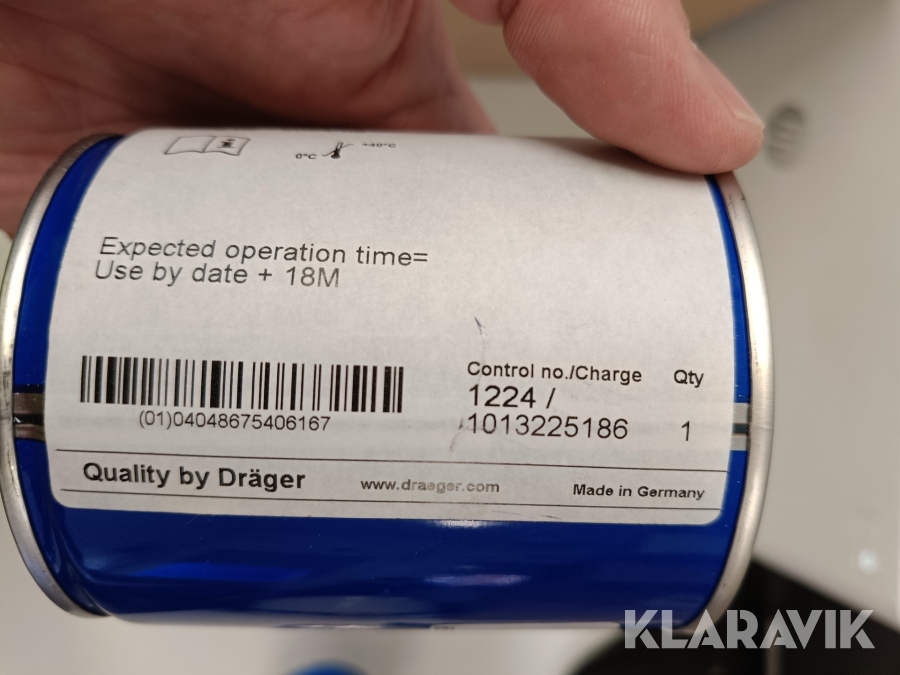 0°C
+40°C
Expected operation time=
Use by date + 18M
Control no./Charge Qty
1224 /
1013225186 1
(01)04048675406167
Quality by Dräger www.draeger.com Made in Germany
KLARAVIK